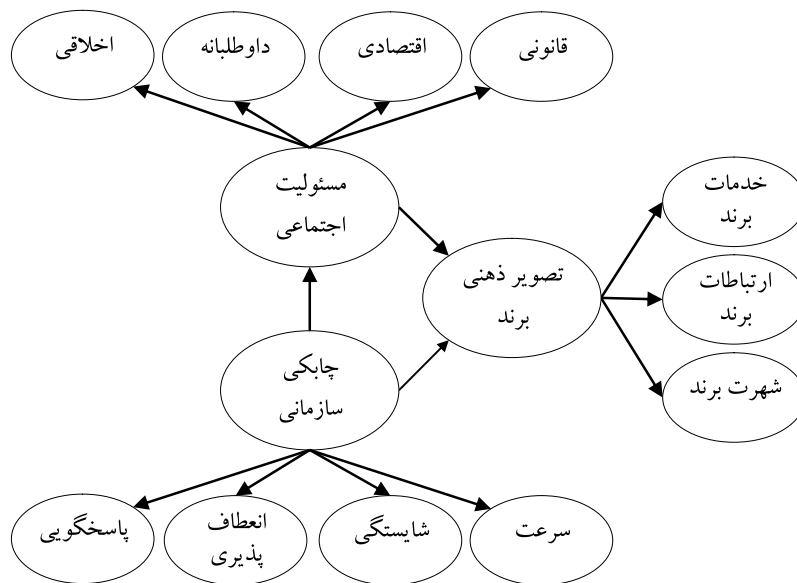 قانونی
اقتصادی
داوطلبانه
اخلاقی
مسئولیت
اجتماعی
خدمات
برند
تصویر ذهنی
برند
ارتباطات
برند
چابکی
سازمانی
شهرت برند
سرعت
شایستگی
انعطاف
پذیری
پاسخگویی